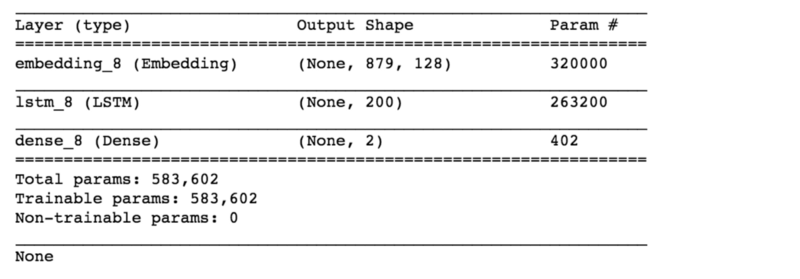 Layer (type) Output Shape Param #
=================================================================
embedding_8 (Embedding) (None, 879, 128) 320000
_________________________________________________________________
lstm_8 (LSTM) (None, 200) 263200
_________________________________________________________________
dense_8 (Dense) (None, 2) 402
=================================================================
Total params: 583,602
Trainable params: 583,602
Non-trainable params: 0
_________________________________________________________________
None